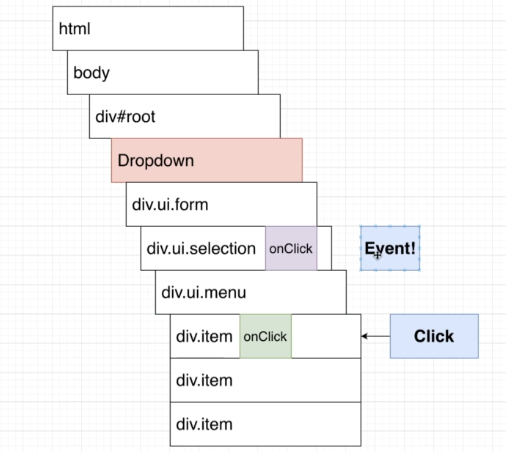 html
body
div#root
Dropdown
div.ui.form
div.ui.selection onClick Event!
div.ui.menu
div.item onClick Click
div.item
div.item